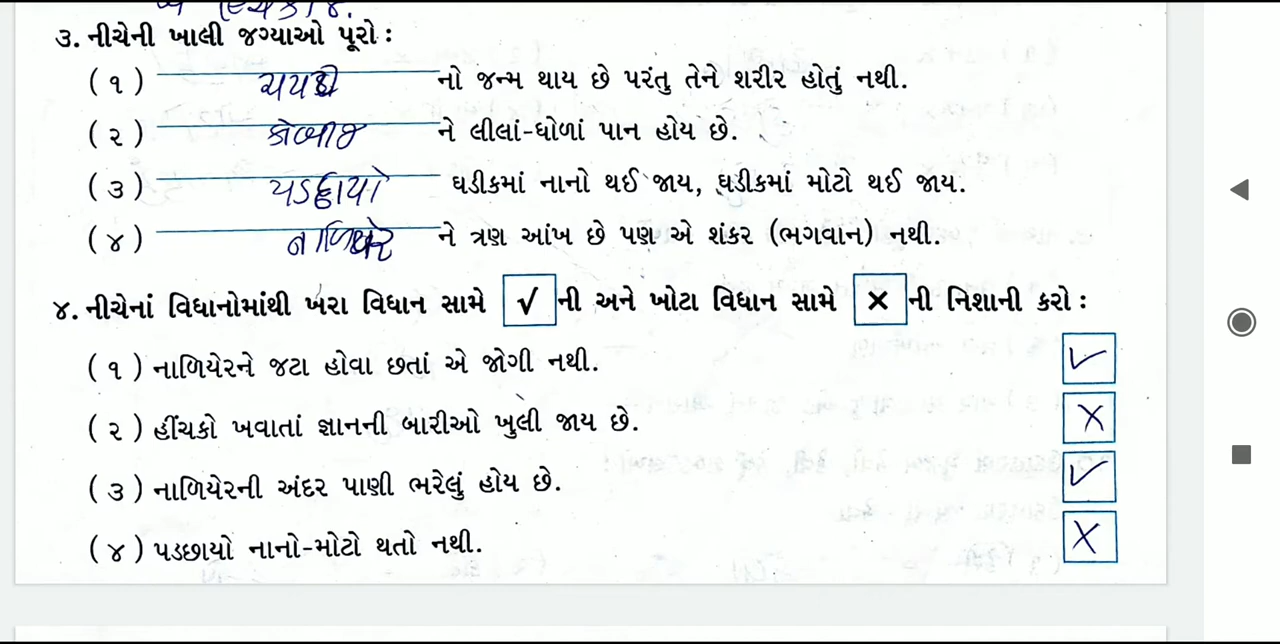 હિંચકો છે.
૩. નીચેની ખાલી જગ્યાઓ પૂરો :
(૧) ચપટી નો જન્મ થાય છે પરંતુ તેને શરીર હોતું નથી.
(૨) કોબીજ ને લીલાં-ધોળાં પાન હોય છે.
(૩) પડછાયો ઘડીકમાં નાનો થઈ જાય, ઘડીકમાં મોટો થઈ જાય.
(૪) નાળિયેર ને ત્રણ આંખ છે પણ એ શંકર (ભગવાન) નથી.
૪. નીચેનાં વિધાનોમાંથી ખરા વિધાન સામે √ ની અને ખોટા વિધાન સામે × ની નિશાની કરો :
(૧) નાળિયેરને જટા હોવા છતાં એ જોગી નથી. ✓
(૨) હીંચકો ખવાતાં જ્ઞાનની બારીઓ ખુલી જાય છે. ×
(૩) નાળિયેરની અંદર પાણી ભરેલું હોય છે. ✓
(૪) પડછાયો નાનો-મોટો થતો નથી. ×